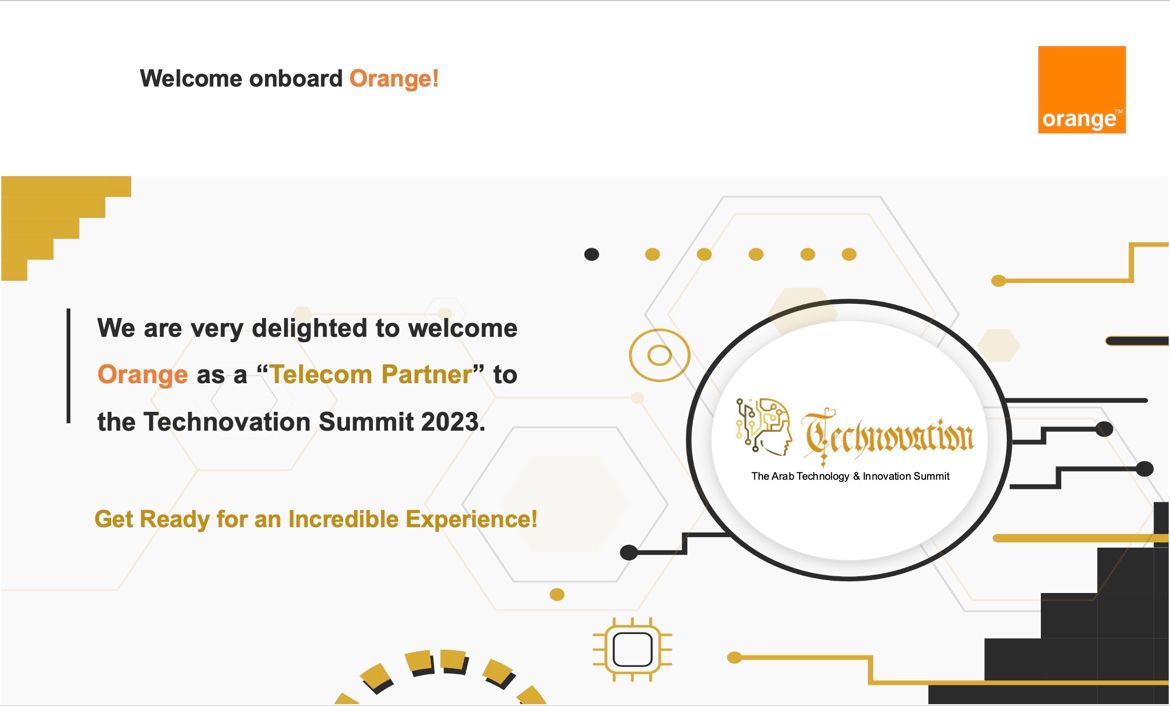 Welcome onboard Orange!
orange™
We are very delighted to welcome
Orange as a “Telecom Partner” to
the Technovation Summit 2023.
Technovation
The Arab Technology & Innovation Summit
Get Ready for an Incredible Experience!